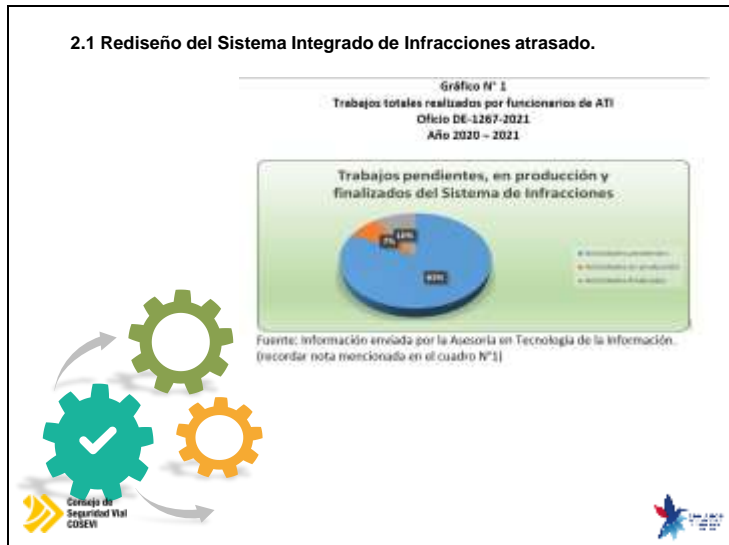 2.1 Rediseño del Sistema Integrado de Infracciones atrasado.
Gráfico N° 1
Trabajos totales realizados por funcionarios de ATI
Oficio DE-1267-2021
Año 2020 – 2021
Trabajos pendientes, en producción y
finalizados del Sistema de Infracciones
Fuente: Información enviada por la Asesoría en Tecnología de la Información.
(recordar nota mencionada en el cuadro N°1)
Consejo de
Seguridad Vial
COSEVI